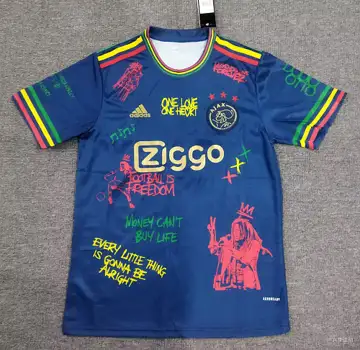 ONE LOVE
ONE HEART
adidas
AJAX
Ziggo
FOOTBALL IS
FREEDOM
XXX
MONEY CAN'T
BUY LIFE
EVERY LITTLE THING
IS GONNA BE
ALRIGHT